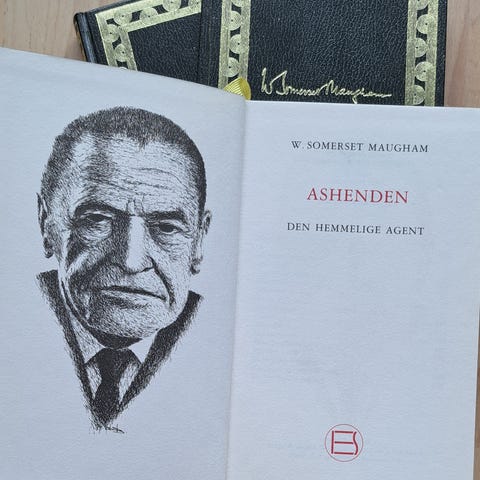 W. Somerset Maugham
W. SOMERSET MAUGHAM
ASHENDEN
DEN HEMMELIGE AGENT